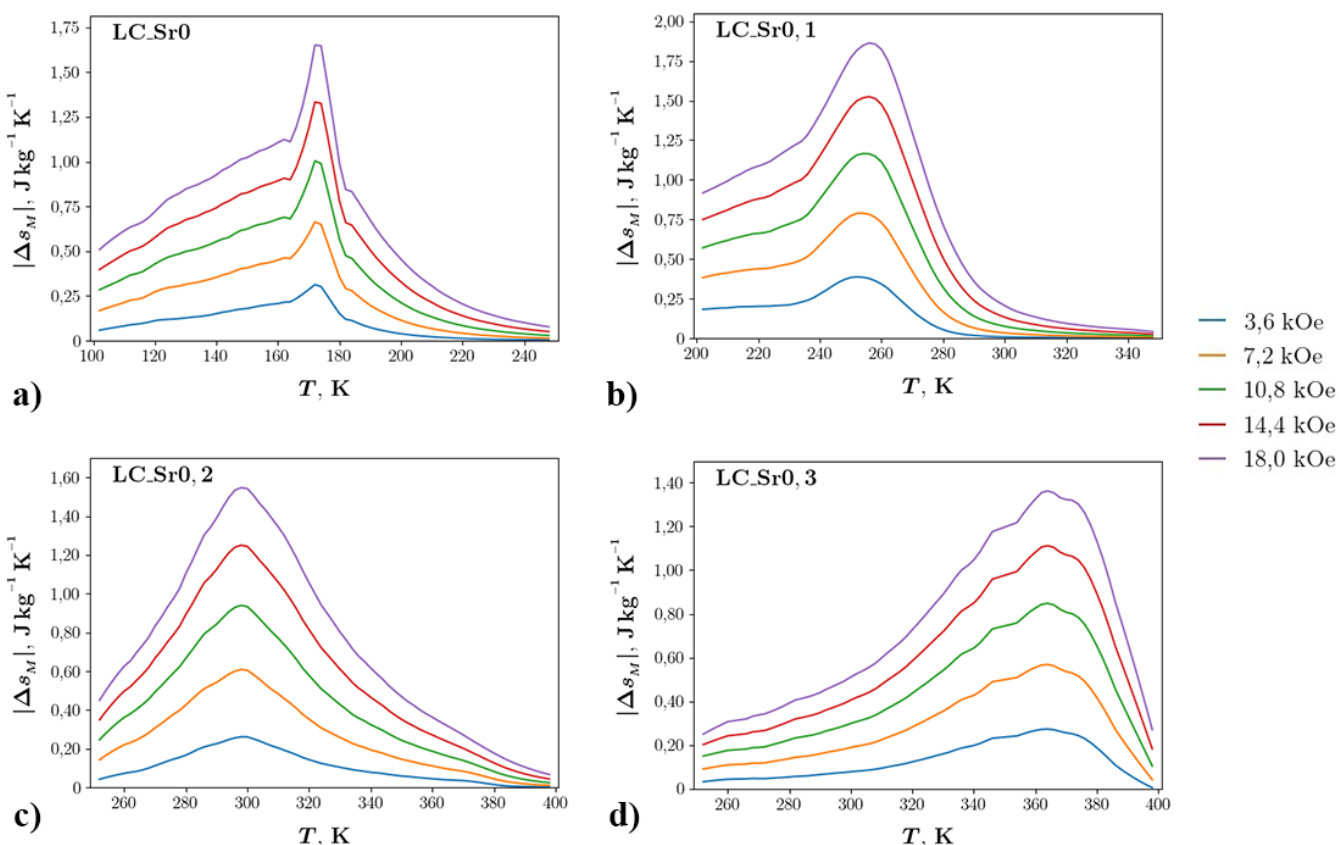 LC_Sr0
1,75
1,50
1,25
1,00
0,75
0,50
0,25
0
100 120 140 160 180 200 220 240
|Δs_M|, J kg⁻¹ K⁻¹
T, K
a)
LC_Sr0, 1
2,00
1,75
1,50
1,25
1,00
0,75
0,50
0,25
0
200 220 240 260 280 300 320 340
|Δs_M|, J kg⁻¹ K⁻¹
T, K
b)
3,6 kOe
7,2 kOe
10,8 kOe
14,4 kOe
18,0 kOe
LC_Sr0, 2
1,60
1,40
1,20
1,00
0,80
0,60
0,40
0,20
0
260 280 300 320 340 360 380 400
|Δs_M|, J kg⁻¹ K⁻¹
T, K
c)
LC_Sr0, 3
1,40
1,20
1,00
0,80
0,60
0,40
0,20
0
260 280 300 320 340 360 380 400
|Δs_M|, J kg⁻¹ K⁻¹
T, K
d)